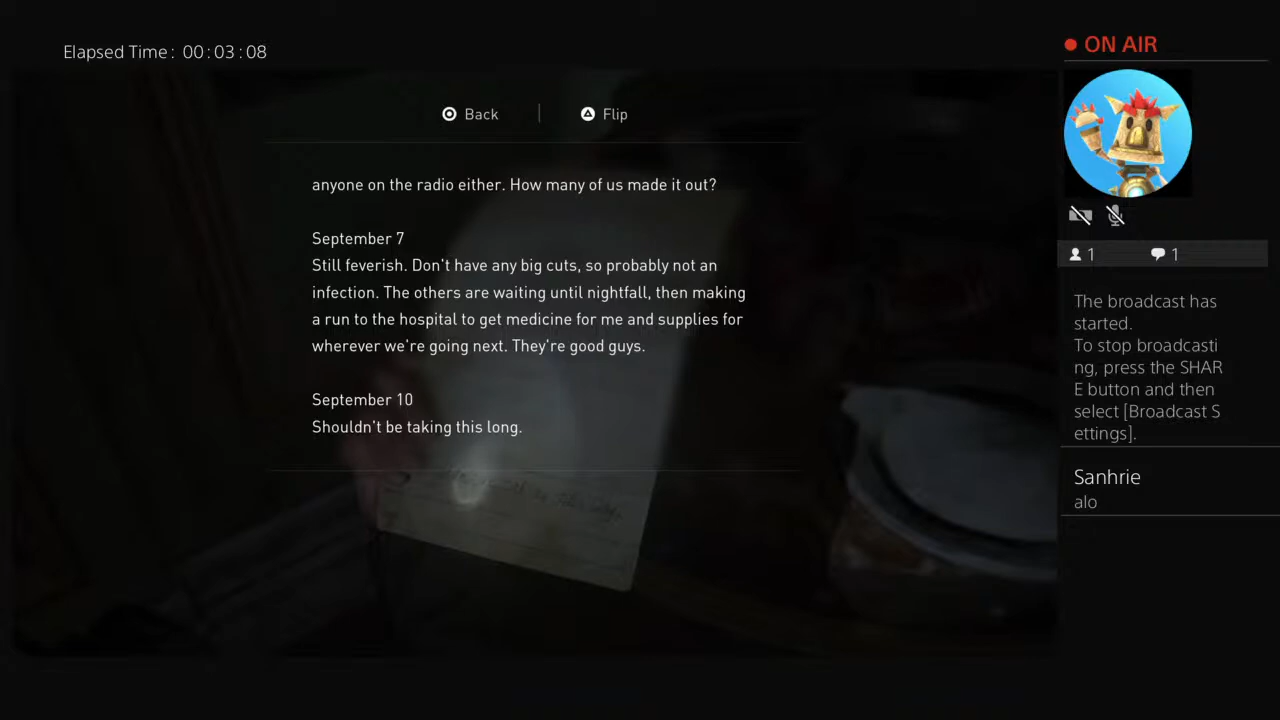 Elapsed Time: 00:03:08
ON AIR
Back
Flip
anyone on the radio either. How many of us made it out?
September 7
Still feverish. Don't have any big cuts, so probably not an
infection. The others are waiting until nightfall, then making
a run to the hospital to get medicine for me and supplies for
wherever we're going next. They're good guys.
September 10
Shouldn't be taking this long.
1
1
The broadcast has
started.
To stop broadcasti
ng, press the SHAR
E button and then
select [Broadcast S
ettings].
Sanhrie
alo